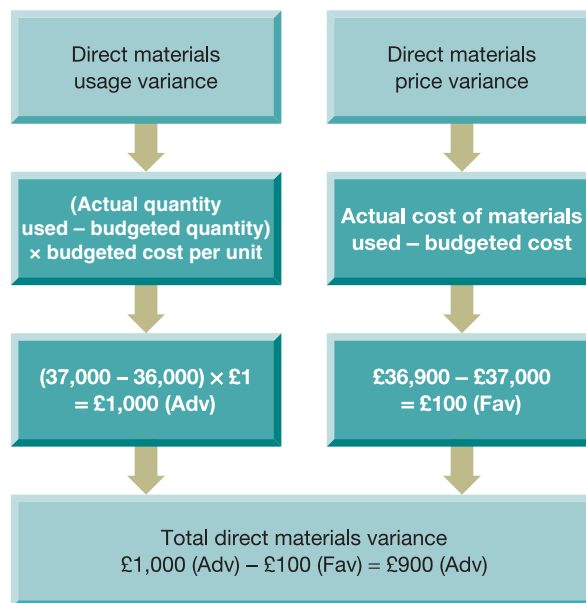 Direct materials
usage variance
Direct materials
price variance
(Actual quantity
used – budgeted quantity)
× budgeted cost per unit
Actual cost of materials
used – budgeted cost
(37,000 – 36,000) × £1
= £1,000 (Adv)
£36,900 – £37,000
= £100 (Fav)
Total direct materials variance
£1,000 (Adv) – £100 (Fav) = £900 (Adv)